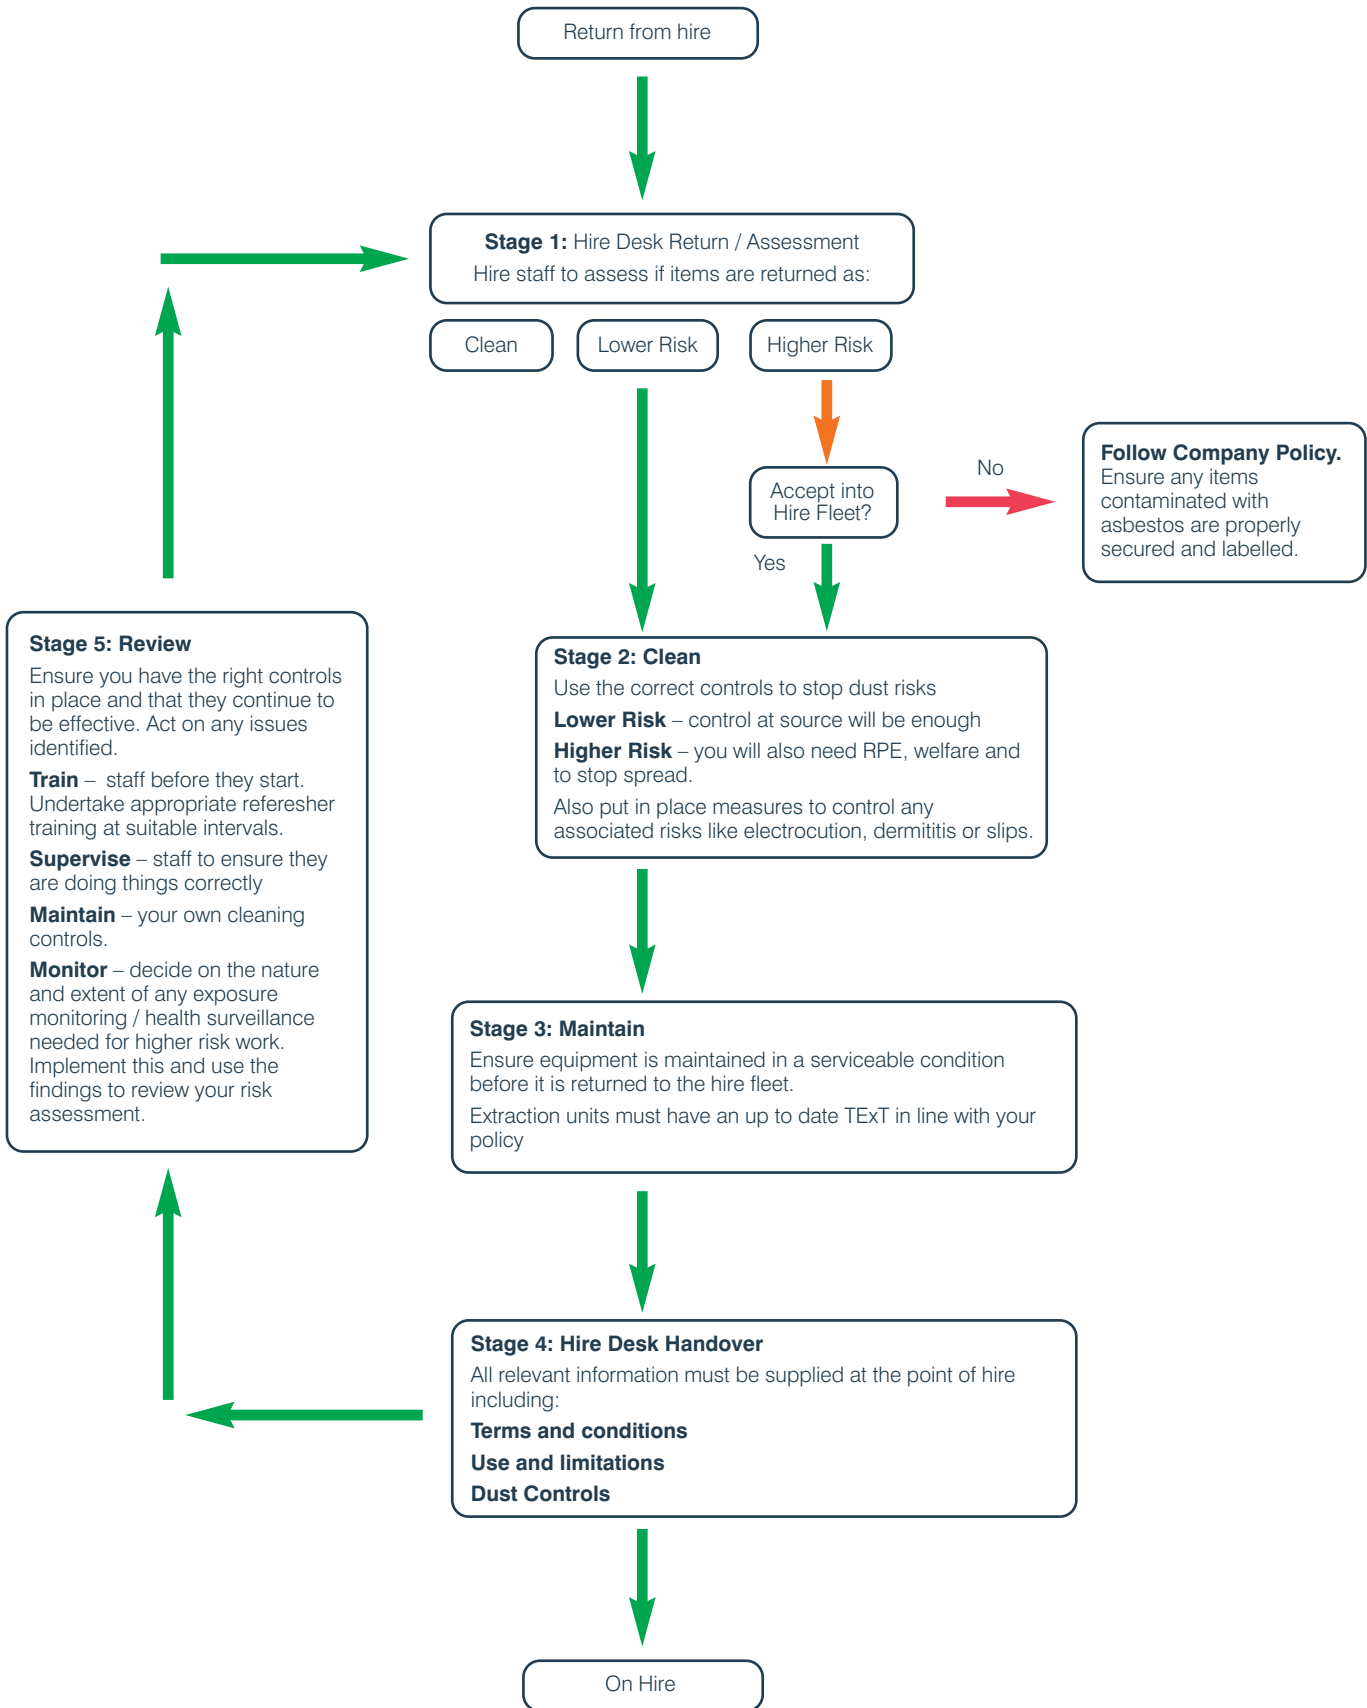 Return from hire
Stage 1: Hire Desk Return / Assessment
Hire staff to assess if items are returned as:
Clean
Lower Risk
Higher Risk
Accept into
Hire Fleet?
No
Yes
Follow Company Policy.
Ensure any items
contaminated with
asbestos are properly
secured and labelled.
Stage 2: Clean
Use the correct controls to stop dust risks
Lower Risk – control at source will be enough
Higher Risk – you will also need RPE, welfare and
to stop spread.
Also put in place measures to control any
associated risks like electrocution, dermititis or slips.
Stage 3: Maintain
Ensure equipment is maintained in a serviceable condition
before it is returned to the hire fleet.
Extraction units must have an up to date TExT in line with your
policy
Stage 4: Hire Desk Handover
All relevant information must be supplied at the point of hire
including:
Terms and conditions
Use and limitations
Dust Controls
Stage 5: Review
Ensure you have the right controls
in place and that they continue to
be effective. Act on any issues
identified.
Train – staff before they start.
Undertake appropriate referesher
training at suitable intervals.
Supervise – staff to ensure they
are doing things correctly
Maintain – your own cleaning
controls.
Monitor – decide on the nature
and extent of any exposure
monitoring / health surveillance
needed for higher risk work.
Implement this and use the
findings to review your risk
assessment.
On Hire